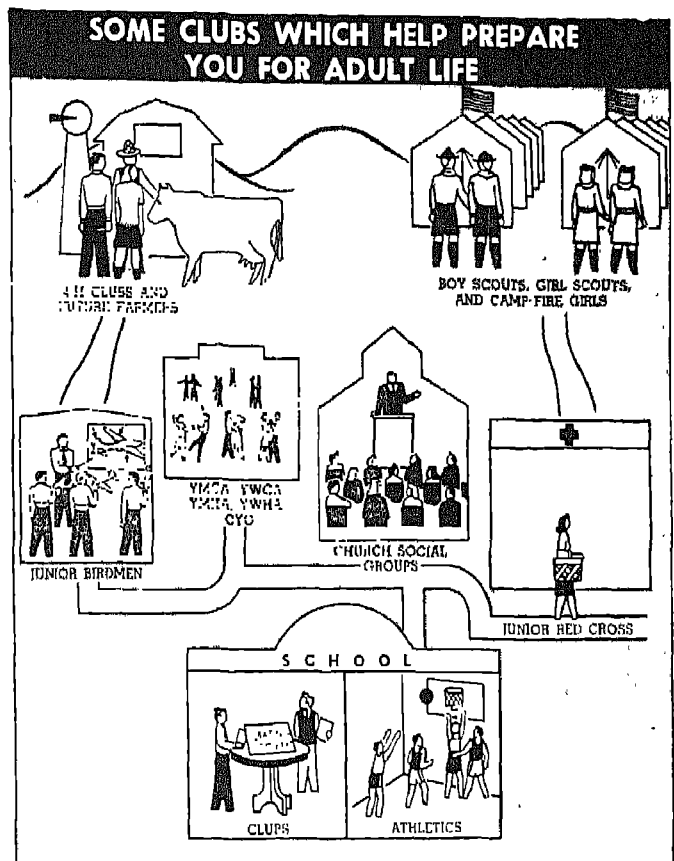 SOME CLUBS WHICH HELP PREPARE
YOU FOR ADULT LIFE
4-H CLUBS AND
FUTURE FARMERS
BOY SCOUTS, GIRL SCOUTS,
AND CAMP-FIRE GIRLS
YMCA, YWCA
YMHA, YWHA
CYO
CHURCH SOCIAL
GROUPS
JUNIOR BIRDMEN
JUNIOR RED CROSS
SCHOOL
CLUBS
ATHLETICS